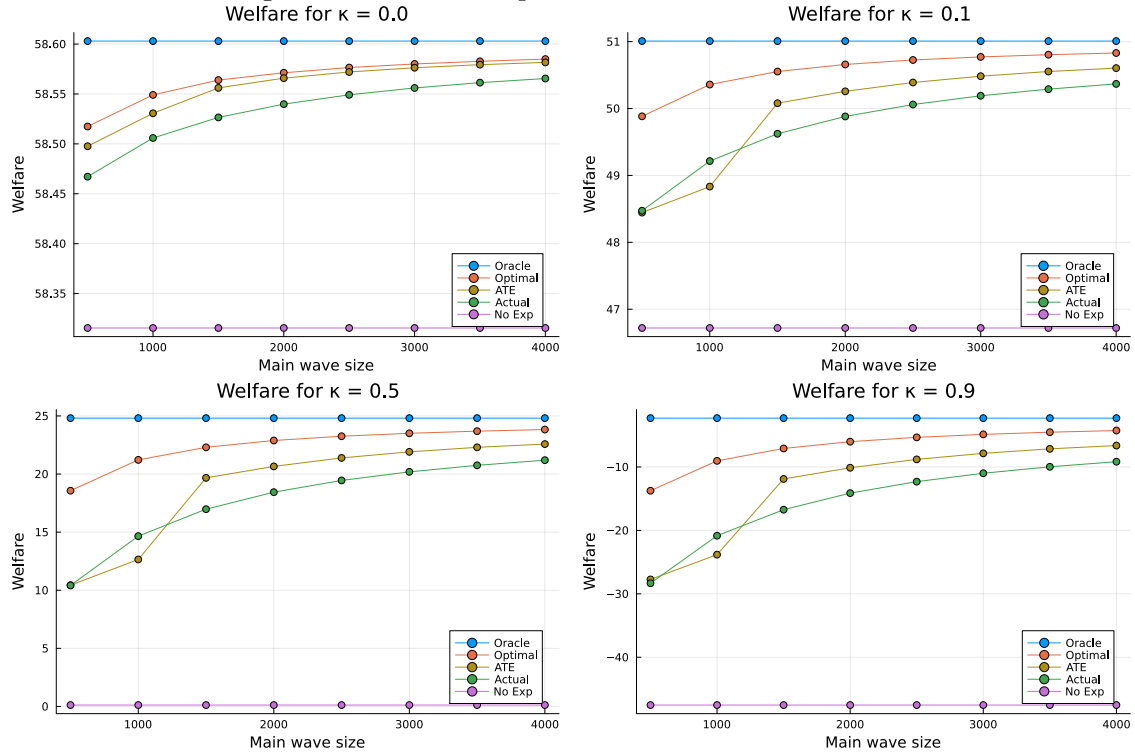 Welfare for κ = 0.0
58.60
58.55
58.50
58.45
58.40
58.35
Welfare
1000
2000
3000
4000
Main wave size
Oracle
Optimal
ATE
Actual
No Exp
Welfare for κ = 0.1
51
50
49
48
47
Welfare
1000
2000
3000
4000
Main wave size
Oracle
Optimal
ATE
Actual
No Exp
Welfare for κ = 0.5
25
20
15
10
5
0
Welfare
1000
2000
3000
4000
Main wave size
Oracle
Optimal
ATE
Actual
No Exp
Welfare for κ = 0.9
−10
−20
−30
−40
Welfare
1000
2000
3000
4000
Main wave size
Oracle
Optimal
ATE
Actual
No Exp